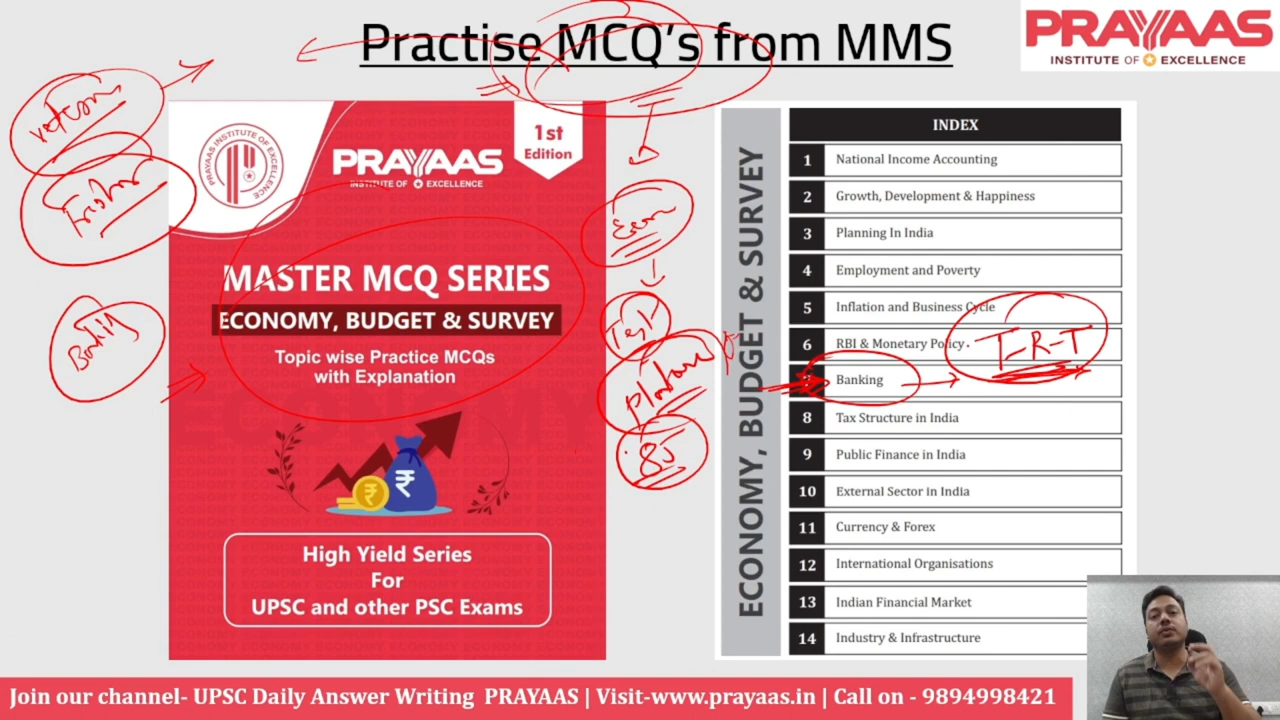 Practise MCQ's from MMS
PRAYAAS
INSTITUTE OF EXCELLENCE
PRAYAAS INSTITUTE OF EXCELLENCE
PRAYAAS
INSTITUTE OF EXCELLENCE
1st
Edition
MASTER MCQ SERIES
ECONOMY, BUDGET & SURVEY
Topic wise Practice MCQs
with Explanation
High Yield Series
For
UPSC and other PSC Exams
Test
85
ECONOMY, BUDGET & SURVEY
INDEX
1 National Income Accounting
2 Growth, Development & Happiness
3 Planning In India
4 Employment and Poverty
5 Inflation and Business Cycle
6 RBI & Monetary Policy
T-R-T
Banking
8 Tax Structure in India
9 Public Finance in India
10 External Sector in India
11 Currency & Forex
12 International Organisations
13 Indian Financial Market
14 Industry & Infrastructure
Join our channel- UPSC Daily Answer Writing PRAYAAS | Visit-www.prayaas.in | Call on - 9894998421